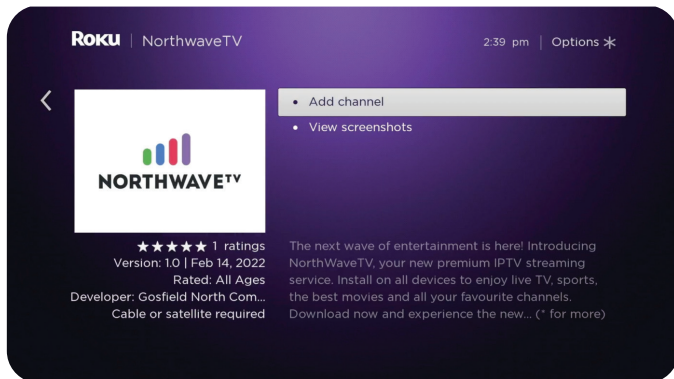 Roku | NorthwaveTV
2:39 pm | Options
Add channel
View screenshots
NORTHWAVETV
1 ratings
Version: 1.0 | Feb 14, 2022
Rated: All Ages
Developer: Gosfield North Com...
Cable or satellite required
The next wave of entertainment is here! Introducing
NorthWaveTV, your new premium IPTV streaming
service. Install on all devices to enjoy live TV, sports,
the best movies and all your favourite channels.
Download now and experience the new... (* for more)